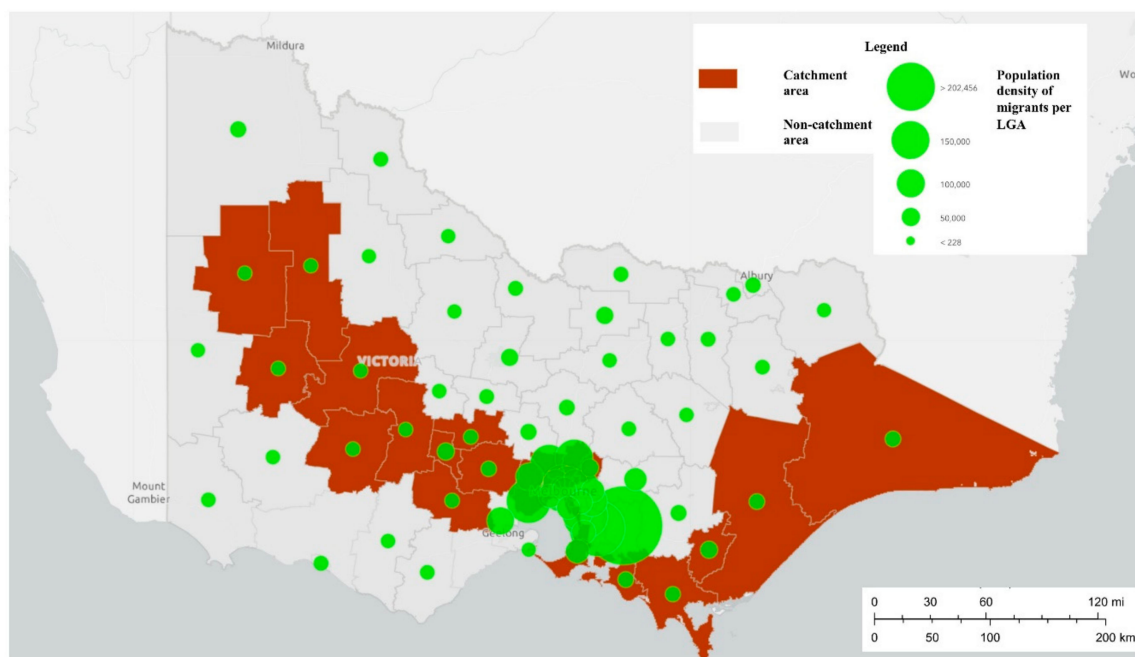 Mildura
Legend
Catchment
area
Non-catchment
area
> 202,456
150,000
100,000
50,000
< 228
Population
density of
migrants per
LGA
Wo
Albury
VICTORIA
Mount
Gambier
Geelong
0 30 60 120 mi
0 50 100 200 km